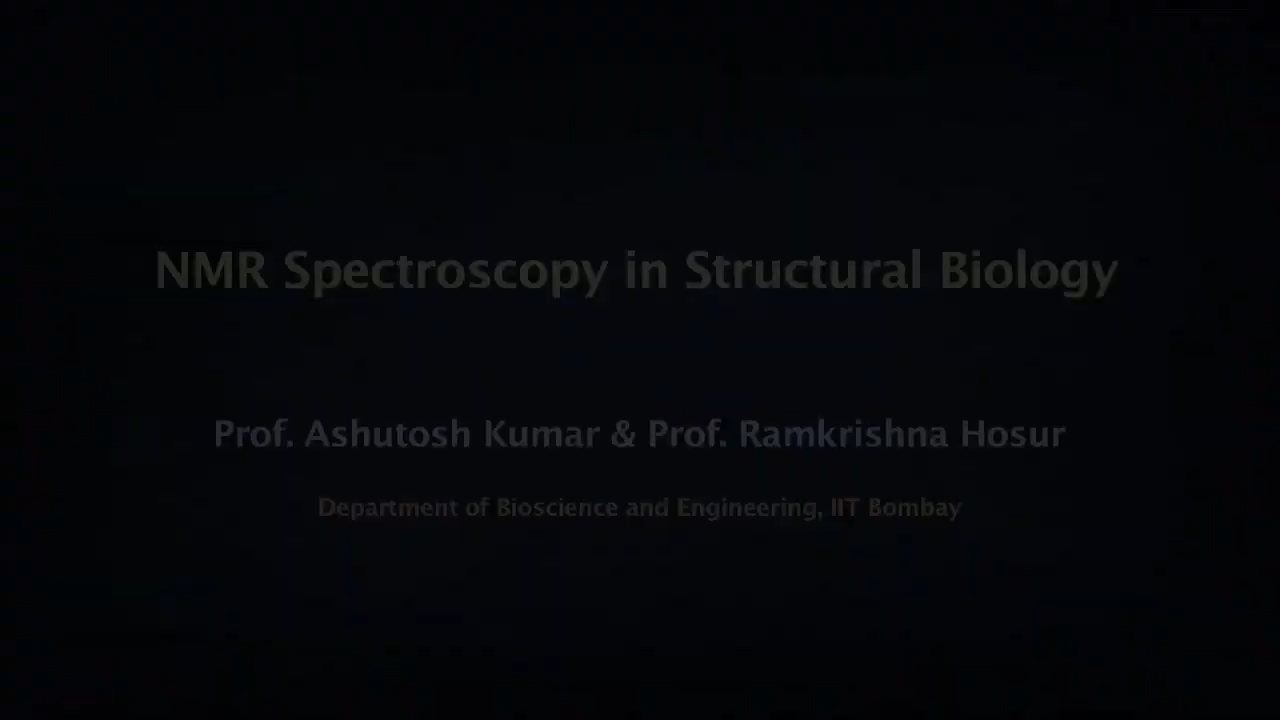 NMR Spectroscopy in Structural Biology
Prof. Ashutosh Kumar & Prof. Ramkrishna Hosur
Department of Bioscience and Engineering, IIT Bombay